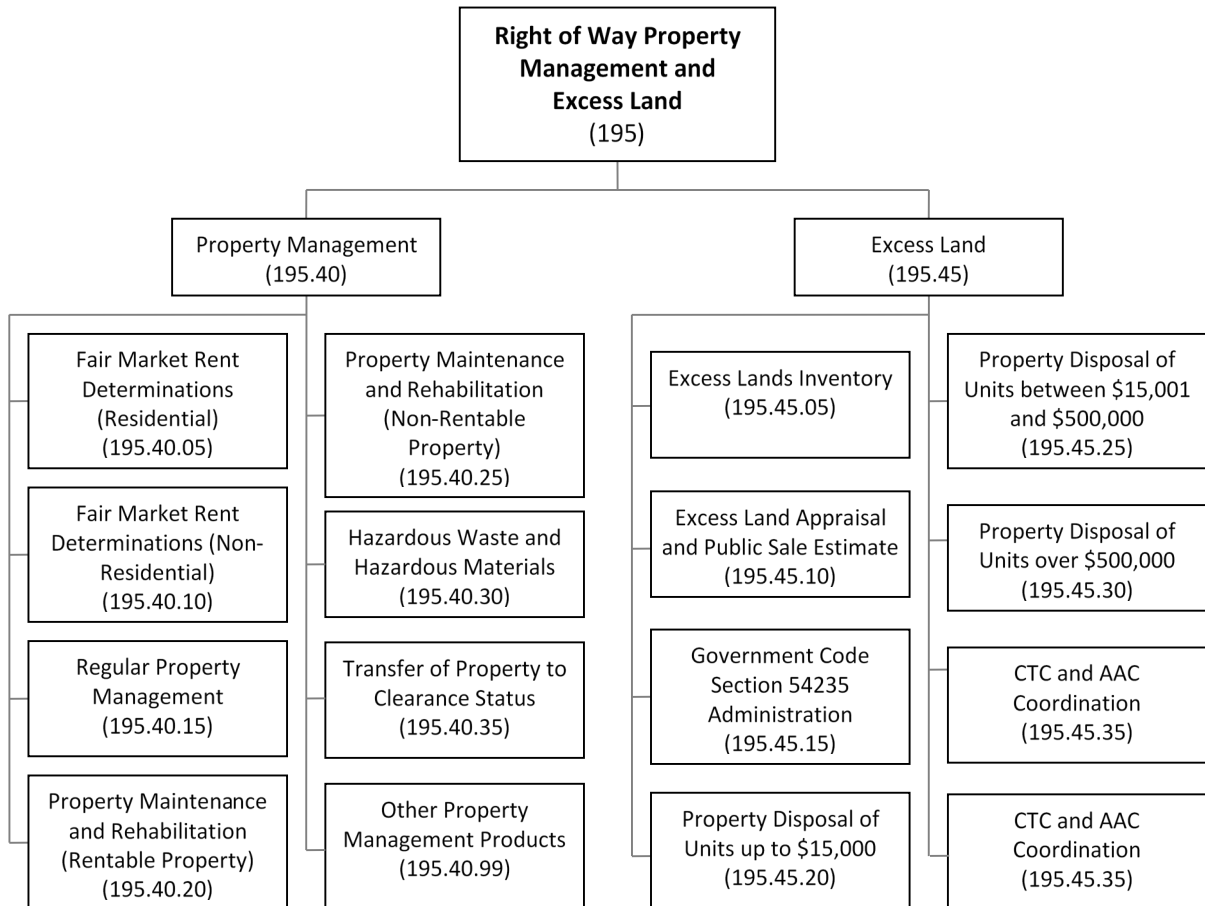 Right of Way Property
Management and
Excess Land
(195)
Property Management
(195.40)
Excess Land
(195.45)
Fair Market Rent
Determinations
(Residential)
(195.40.05)
Fair Market Rent
Determinations (Non-
Residential)
(195.40.10)
Regular Property
Management
(195.40.15)
Property Maintenance
and Rehabilitation
(Rentable Property)
(195.40.20)
Property Maintenance
and Rehabilitation
(Non-Rentable
Property)
(195.40.25)
Hazardous Waste and
Hazardous Materials
(195.40.30)
Transfer of Property to
Clearance Status
(195.40.35)
Other Property
Management Products
(195.40.99)
Excess Lands Inventory
(195.45.05)
Excess Land Appraisal
and Public Sale Estimate
(195.45.10)
Government Code
Section 54235
Administration
(195.45.15)
Property Disposal of
Units up to $15,000
(195.45.20)
Property Disposal of
Units between $15,001
and $500,000
(195.45.25)
Property Disposal of
Units over $500,000
(195.45.30)
CTC and AAC
Coordination
(195.45.35)
CTC and AAC
Coordination
(195.45.35)